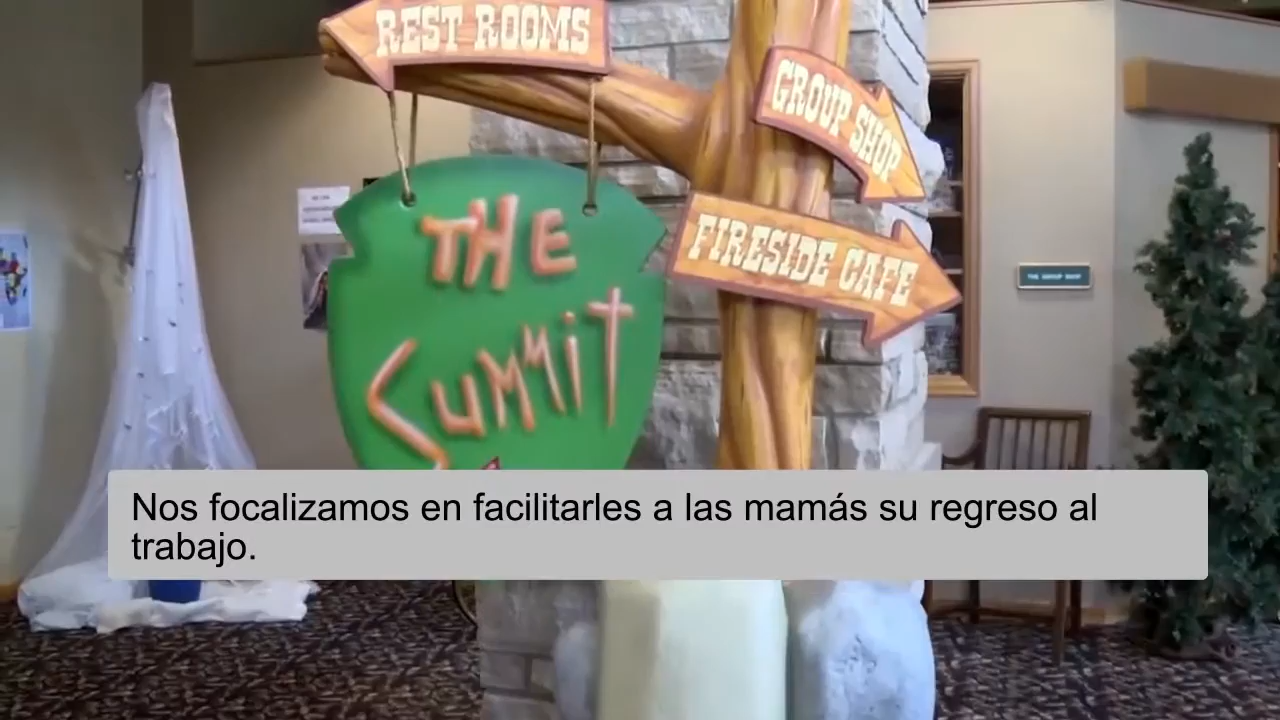 REST ROOMS
GROUP SHOP
FIRESIDE CAFE
THE
SUMMiT
THE GROUP SHOP
Nos focalizamos en facilitarles a las mamás su regreso al
trabajo.